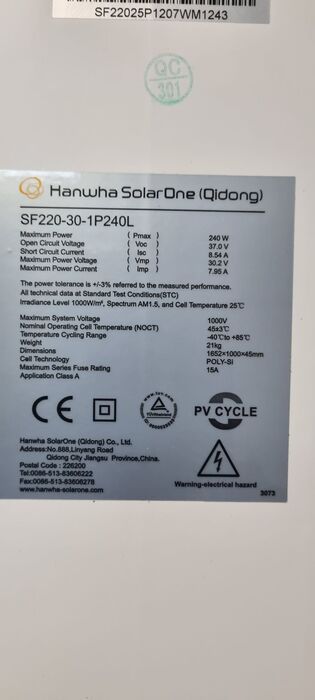 SF22025P1207WM1243
QC
301
Hanwha SolarOne (Qidong)
SF220-30-1P240L
Maximum Power ( Pmax ) 240 W
Open Circuit Voltage ( Voc ) 37.0 V
Short Circuit Current ( Isc ) 8.54 A
Maximum Power Voltage ( Vmp ) 30.2 V
Maximum Power Current ( Imp ) 7.95 A
The power tolerance is +/-3% referred to the measured performance.
All technical data at Standard Test Conditions(STC)
Irradiance Level 1000W/m², Spectrum AM1.5, and Cell Temperature 25℃
Maximum System Voltage 1000V
Nominal Operating Cell Temperature (NOCT) 45±3℃
Temperature Cycling Range -40℃to +85℃
Weight 21kg
Dimensions 1652×1000×45mm
Cell Technology POLY-Si
Maximum Series Fuse Rating 15A
Application Class A
CE
TÜVRheinland
PV CYCLE
Hanwha SolarOne (Qidong) Co., Ltd.
Address:No.888,Linyang Road
Qidong City Jiangsu Province,China.
Postal Code : 226200
Tel:0086-513-83606222
Fax:0086-513-83606278
www.hanwha-solarone.com
Warning-electrical hazard
3073